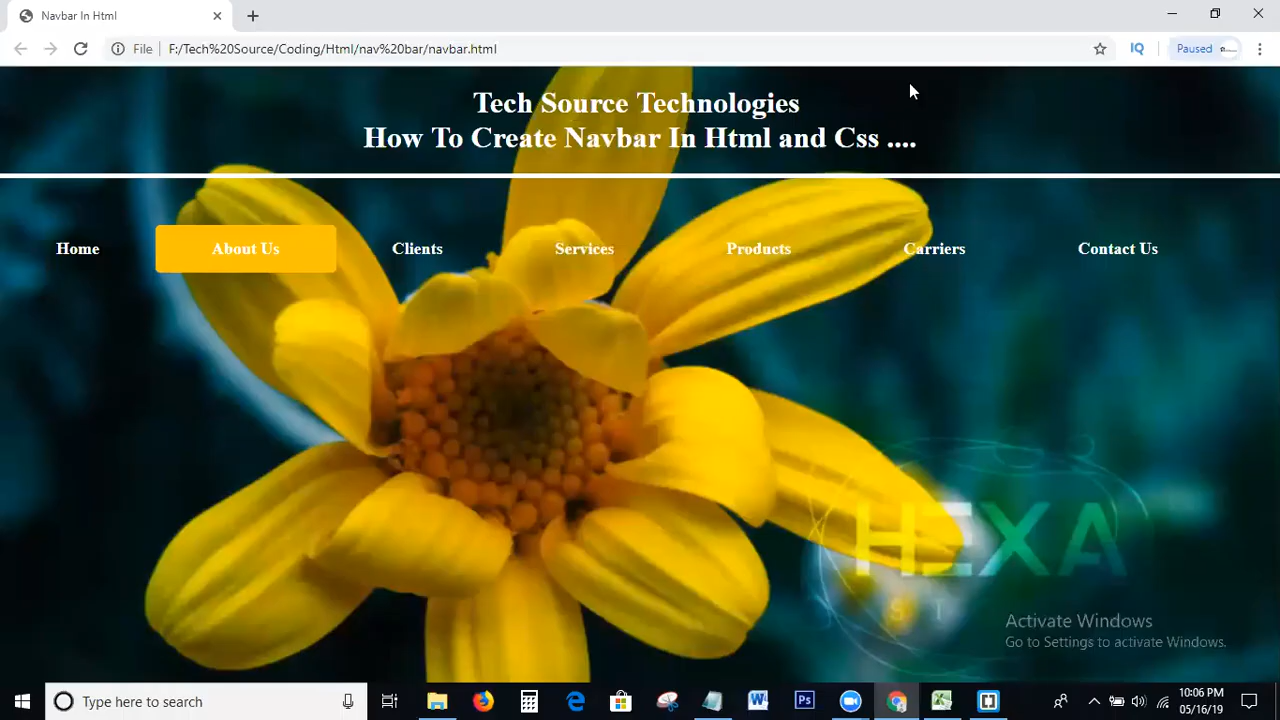 Navbar In Html
File F:/Tech%20Source/Coding/Html/nav%20bar/navbar.html
IQ
Paused
Tech Source Technologies
How To Create Navbar In Html and Css ....
Home About Us Clients Services Products Carriers Contact Us
HEXA
Activate Windows
Go to Settings to activate Windows.
Type here to search
W
Ps
10:06 PM
05/16/19